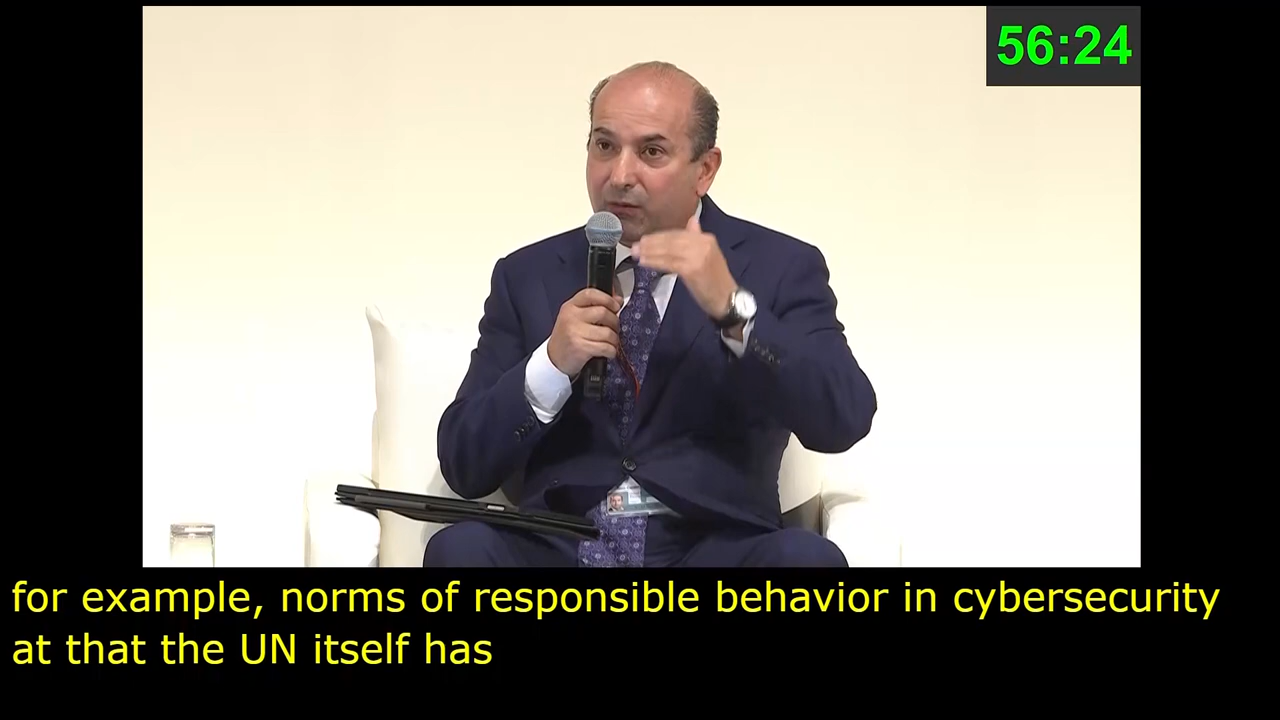 56:24
for example, norms of responsible behavior in cybersecurity
at that the UN itself has